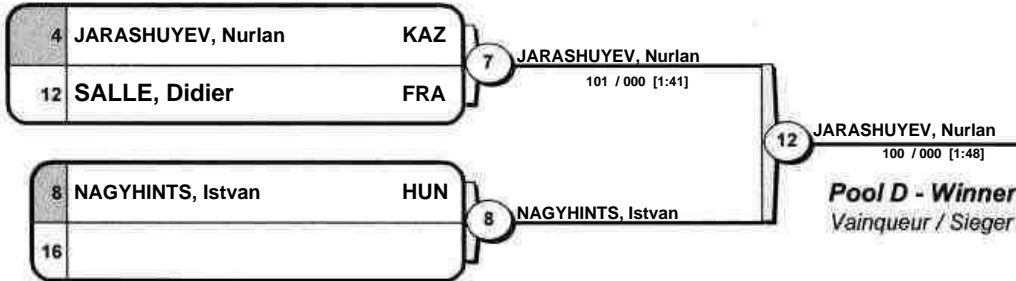 4 JARASHUYEV, Nurlan KAZ
12 SALLE, Didier FRA
7
JARASHUYEV, Nurlan
101 / 000 [1:41]
8 NAGYHINTS, Istvan HUN
16
8
NAGYHINTS, Istvan
12
JARASHUYEV, Nurlan
100 / 000 [1:48]
Pool D - Winner
Vainqueur / Sieger